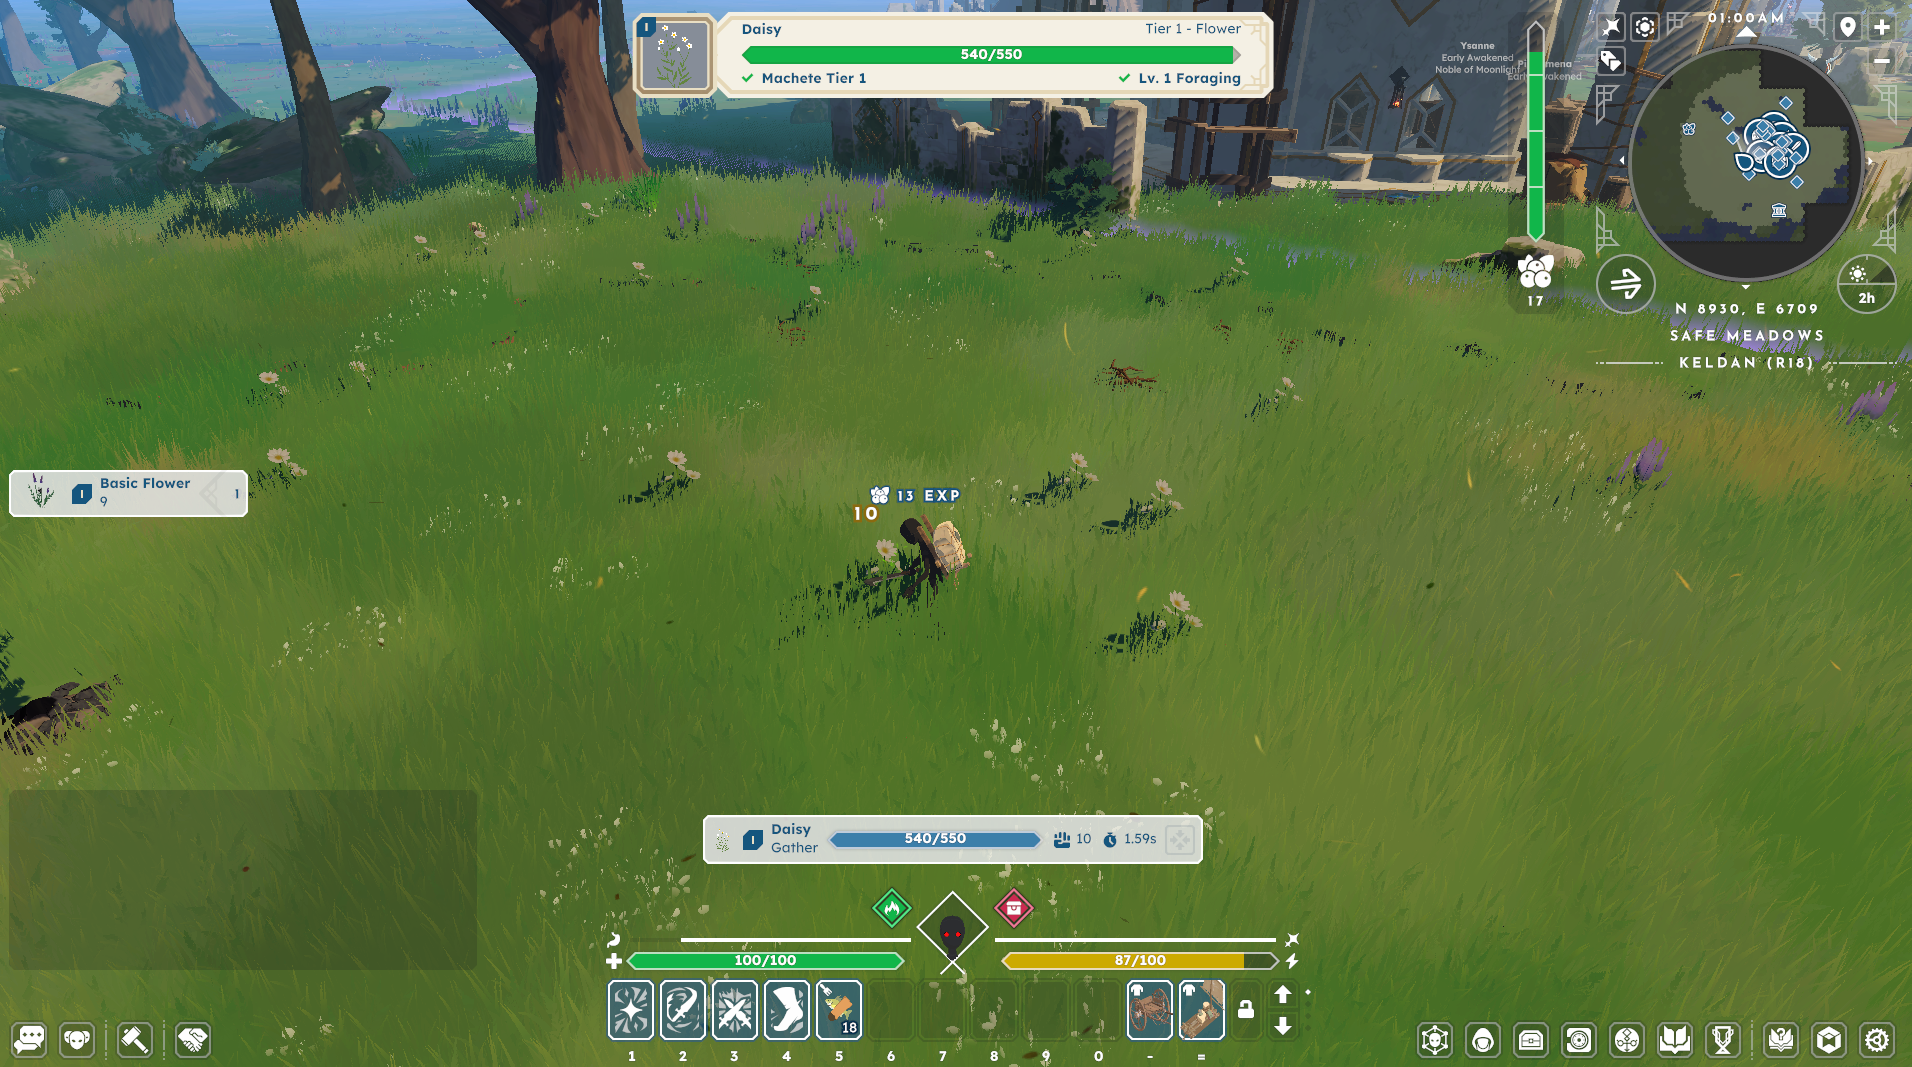 I
Daisy
Tier 1 - Flower
540/550
Machete Tier 1
Lv. 1 Foraging
Ysanne
Early Awakened
Noble of Moonlight
17
01:00AM
2h
N 8930, E 6709
SAFE MEADOWS
KELDAN (R18)
I
Basic Flower
9
1
13 EXP
10
I
Daisy
Gather
540/550
10
1.59s
100/100
87/100
18
1
2
3
4
5
6
7
8
9
0
-
=